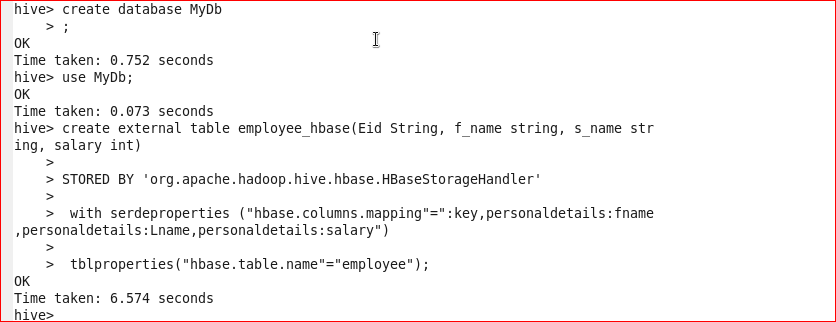 hive> create database MyDb
    > ;
OK
Time taken: 0.752 seconds
hive> use MyDb;
OK
Time taken: 0.073 seconds
hive> create external table employee_hbase(Eid String, f_name string, s_name str
ing, salary int)
    >
    > STORED BY 'org.apache.hadoop.hive.hbase.HBaseStorageHandler'
    >
    >  with serdeproperties ("hbase.columns.mapping"=":key,personaldetails:fname
,personaldetails:Lname,personaldetails:salary")
    >
    >  tblproperties("hbase.table.name"="employee");
OK
Time taken: 6.574 seconds
hive>